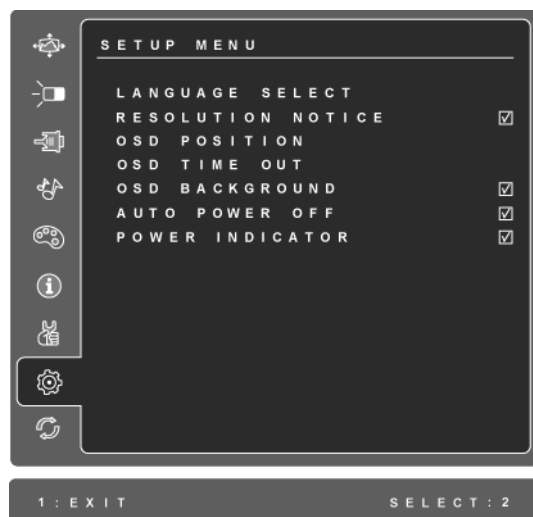 SETUP MENU
LANGUAGE SELECT
RESOLUTION NOTICE
OSD POSITION
OSD TIME OUT
OSD BACKGROUND
AUTO POWER OFF
POWER INDICATOR
1:EXIT SELECT:2